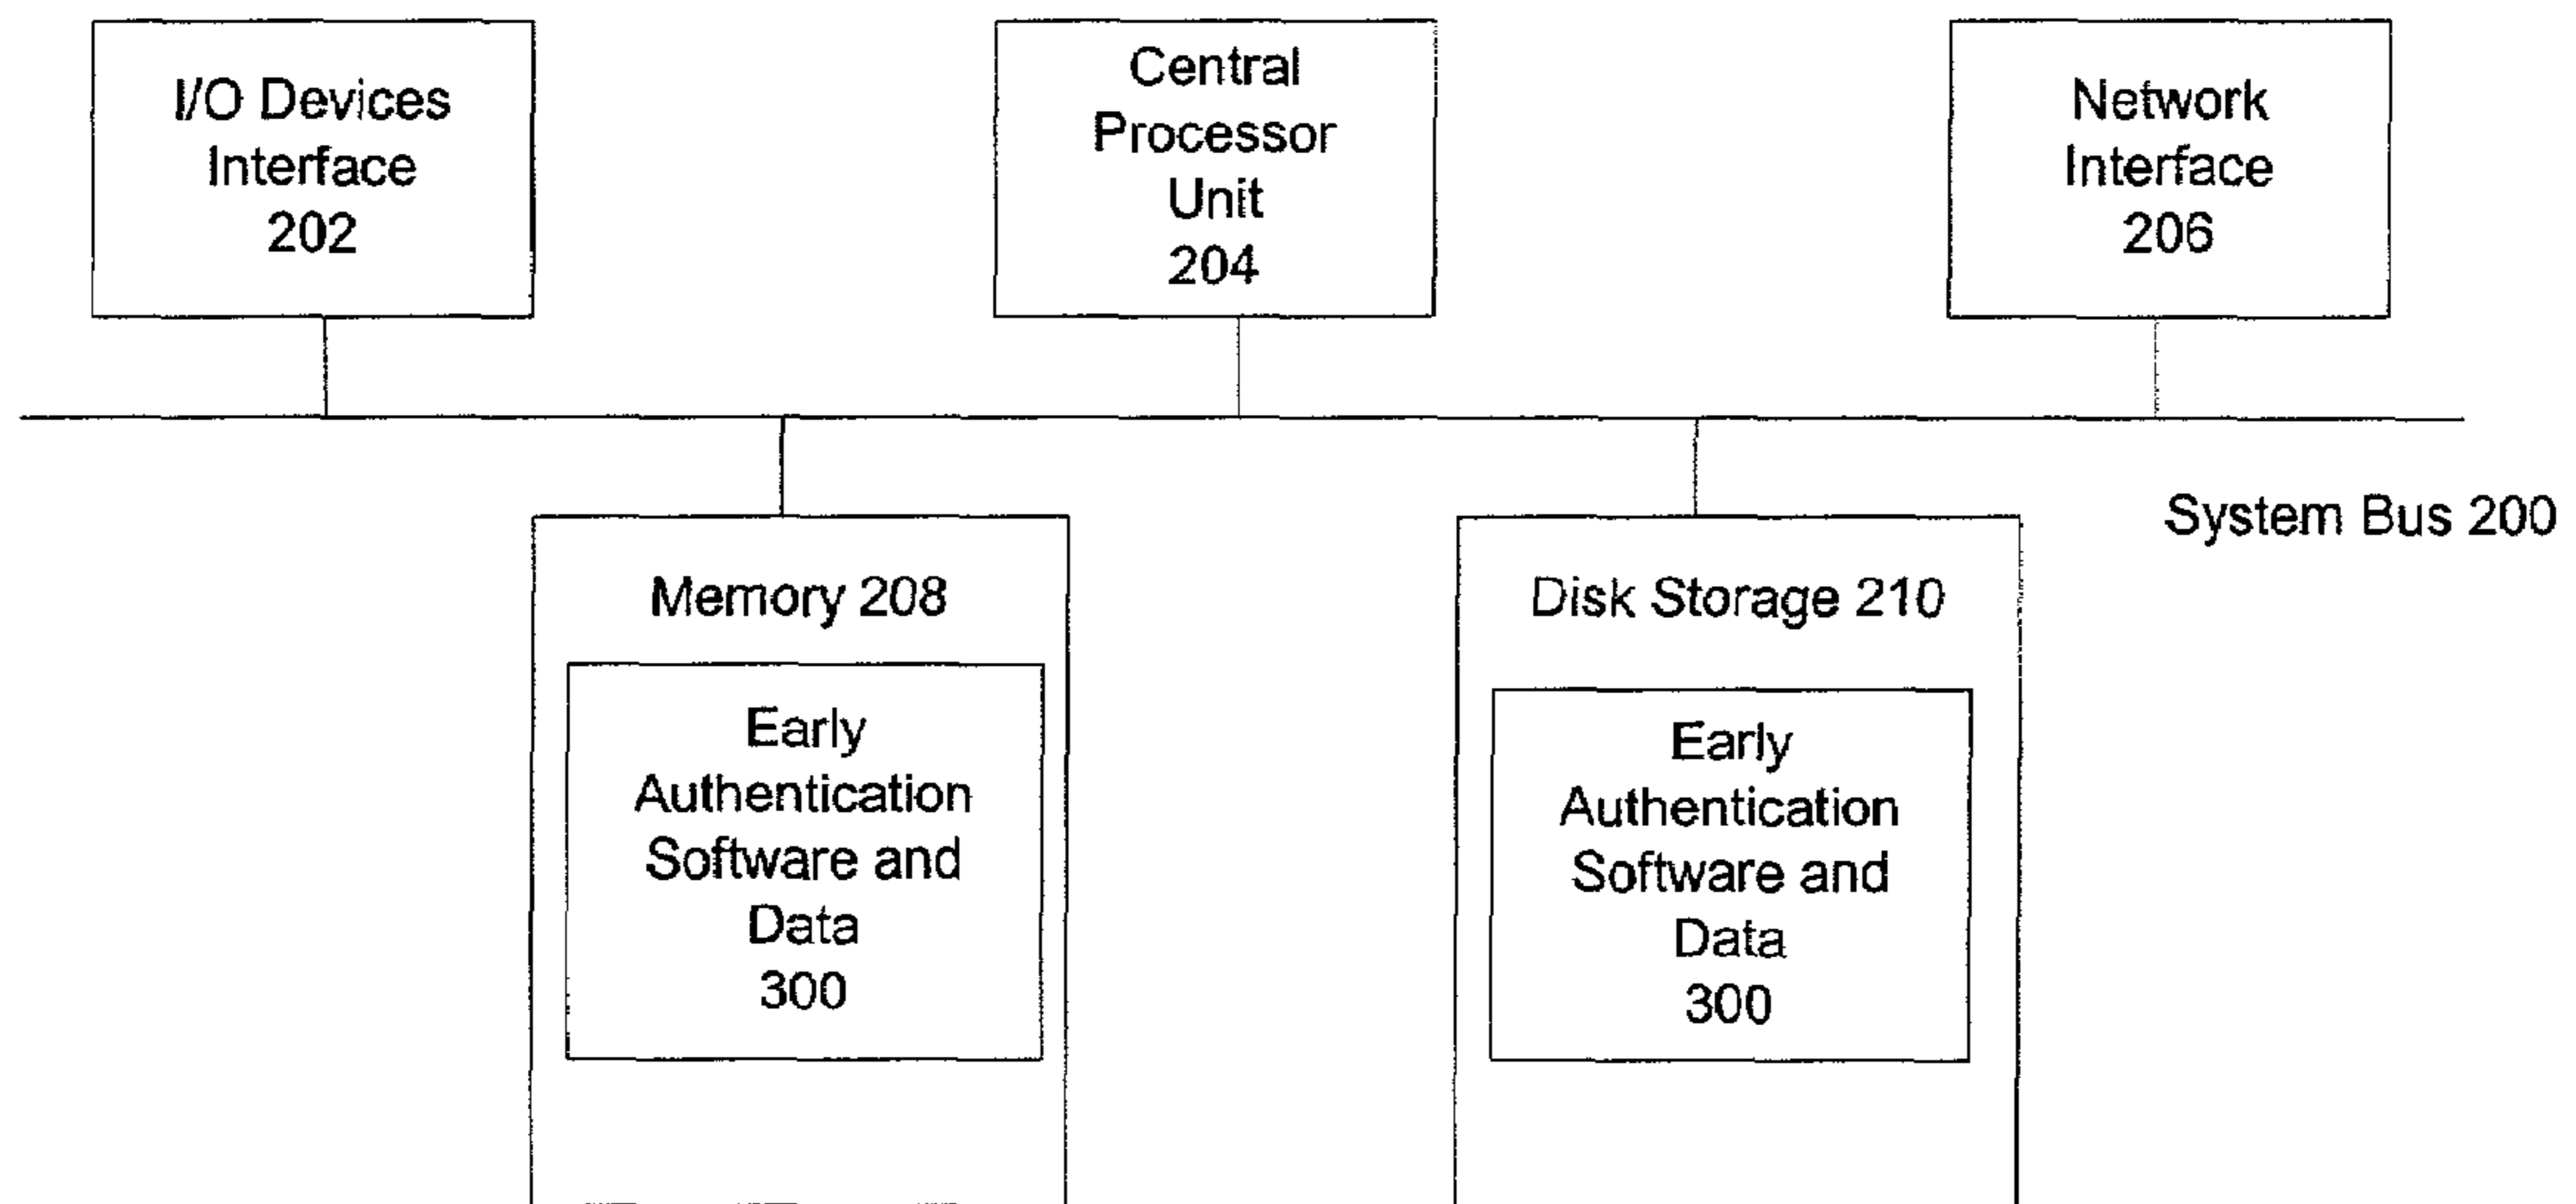 I/O Devices
Interface
202
Central
Processor
Unit
204
Network
Interface
206
System Bus 200
Memory 208
Early
Authentication
Software and
Data
300
Disk Storage 210
Early
Authentication
Software and
Data
300